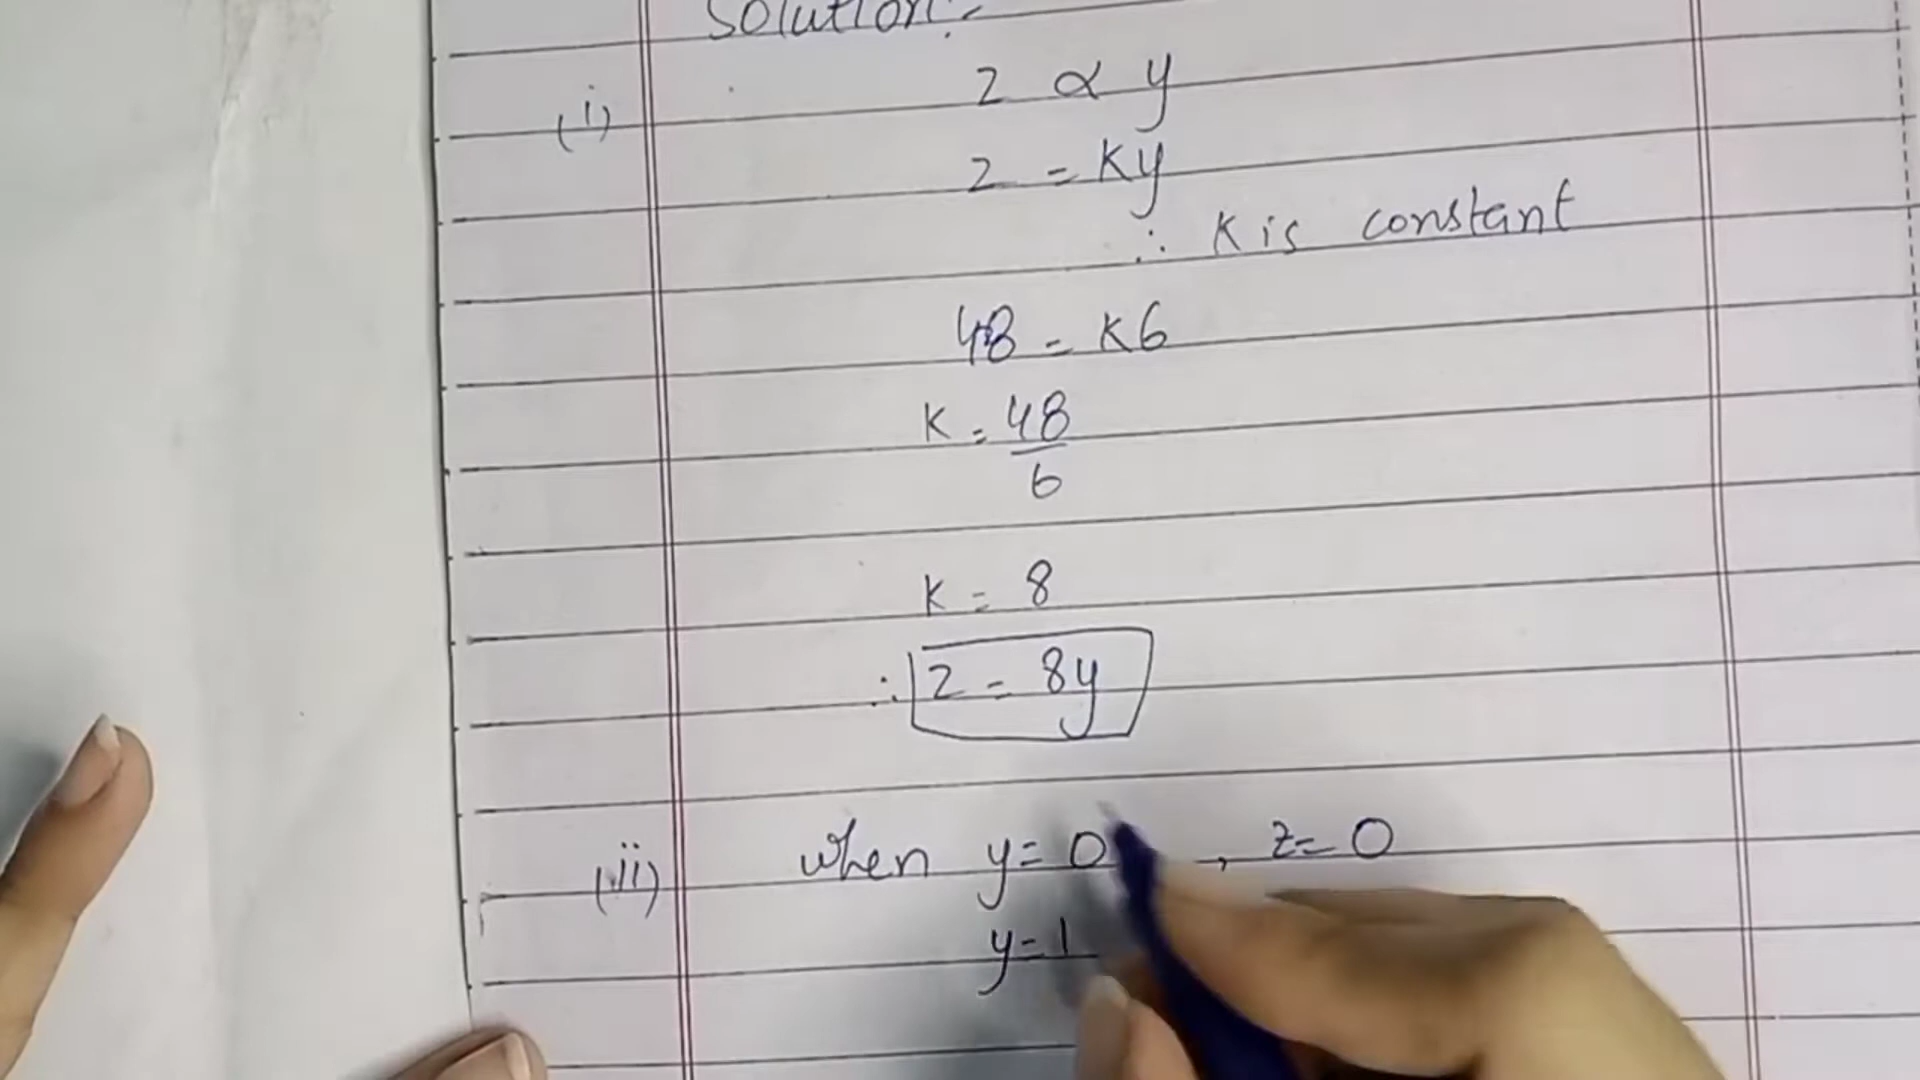 Solution:-
(i) z α y
z = Ky
∴ K is constant
48 = K6
K = 48
6
K = 8
∴ z = 8y
(ii) when y = 0 , z = 0
y = 1